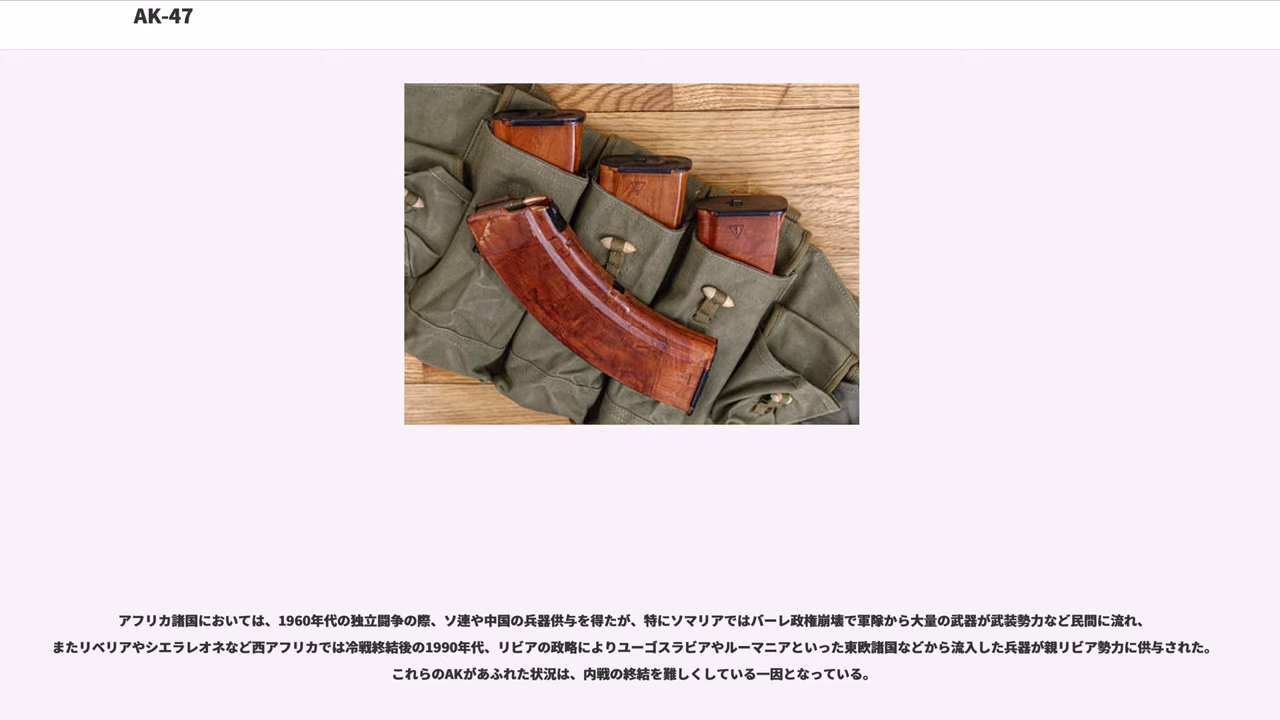 AK-47
アフリカ諸国においては、1960年代の独立闘争の際、ソ連や中国の兵器供与を得たが、特にソマリアではバーレ政権崩壊で軍隊から大量の武器が武装勢力など民間に流れ、
またリベリアやシエラレオネなど西アフリカでは冷戦終結後の1990年代、リビアの政略によりユーゴスラビアやルーマニアといった東欧諸国などから流入した兵器が親リビア勢力に供与された。
これらのAKがあふれた状況は、内戦の終結を難しくしている一因となっている。